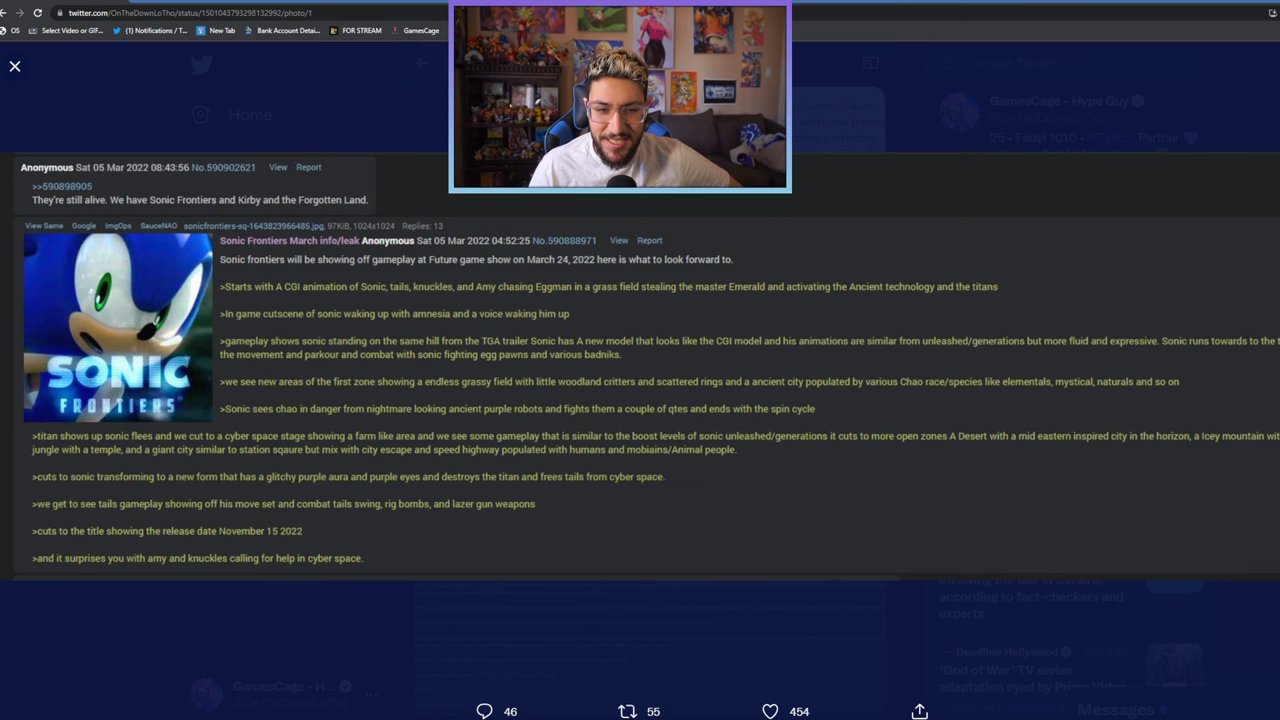 twitter.com/OnTheDownLoTho/status/1501043793298132992/photo/1
OS
Select Video or GIF...
(1) Notifications / T...
New Tab
Bank Account Detai...
FOR STREAM
GamesCage
Home
GamesCage - Hype Guy
Anonymous Sat 05 Mar 2022 08:43:56 No.590902621 View Report
>>590898905
They're still alive. We have Sonic Frontiers and Kirby and the Forgotten Land.
View Same Google ImgOps SauceNAO sonicfrontiers-sq-1643823966485.jpg, 97KiB, 1024x1024 Replies: 13
SONIC
FRONTIERS
Sonic Frontiers March info/leak Anonymous Sat 05 Mar 2022 04:52:25 No.590888971 View Report
Sonic frontiers will be showing off gameplay at Future game show on March 24, 2022 here is what to look forward to.
>Starts with A CGI animation of Sonic, tails, knuckles, and Amy chasing Eggman in a grass field stealing the master Emerald and activating the Ancient technology and the titans
>In game cutscene of sonic waking up with amnesia and a voice waking him up
>gameplay shows sonic standing on the same hill from the TGA trailer Sonic has A new model that looks like the CGI model and his animations are similar from unleashed/generations but more fluid and expressive. Sonic runs towards to the
the movement and parkour and combat with sonic fighting egg pawns and various badniks.
>we see new areas of the first zone showing a endless grassy field with little woodland critters and scattered rings and a ancient city populated by various Chao race/species like elementals, mystical, naturals and so on
>Sonic sees chao in danger from nightmare looking ancient purple robots and fights them a couple of qtes and ends with the spin cycle
>titan shows up sonic flees and we cut to a cyber space stage showing a farm like area and we see some gameplay that is similar to the boost levels of sonic unleashed/generations it cuts to more open zones A Desert with a mid eastern inspired city in the horizon, a Icey mountain
jungle with a temple, and a giant city similar to station sqaure but mix with city escape and speed highway populated with humans and mobiains/Animal people.
>cuts to sonic transforming to a new form that has a glitchy purple aura and purple eyes and destroys the titan and frees tails from cyber space.
>we get to see tails gameplay showing off his move set and combat tails swing, rig bombs, and lazer gun weapons
>cuts to the title showing the release date November 15 2022
>and it surprises you with amy and knuckles calling for help in cyber space.
according to fact-checkers and
experts
Deadline Hollywood
'God of War' TV series
adaptation eyed by Prime Video
GamesCage - H...
Messages
46
55
454